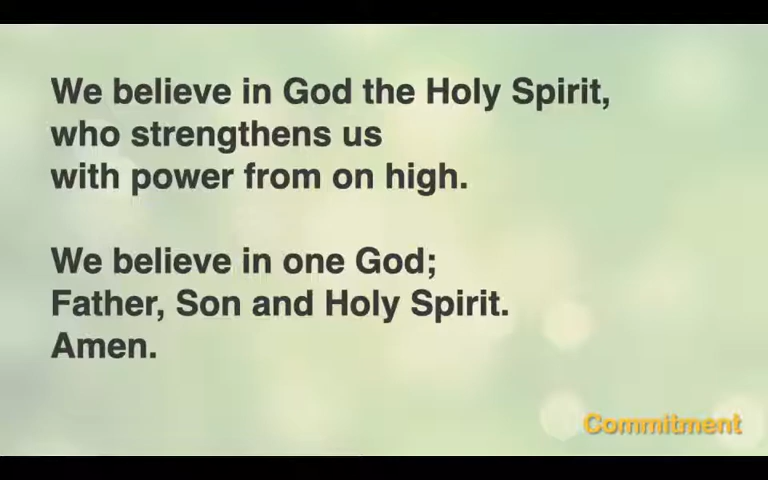 We believe in God the Holy Spirit,
who strengthens us
with power from on high.
We believe in one God;
Father, Son and Holy Spirit.
Amen.
Commitment